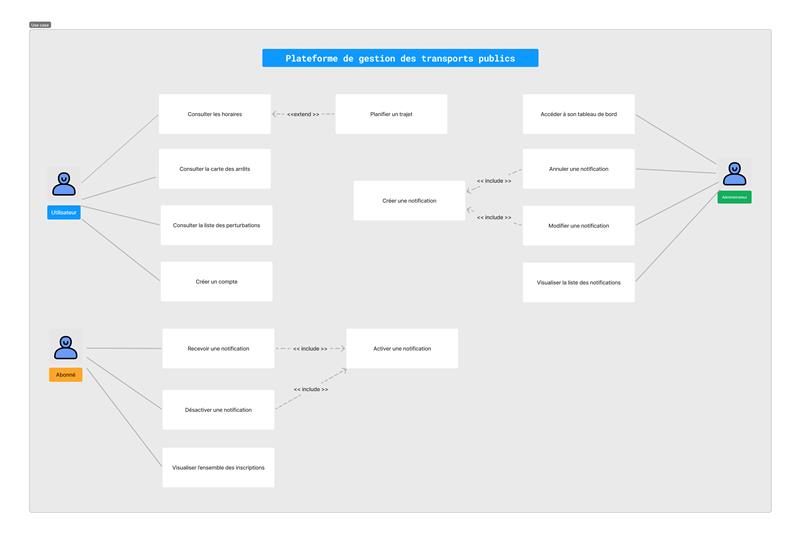 Use case
Plateforme de gestion des transports publics
Consulter les horaires
<<extend >>
Planifier un trajet
Accéder à son tableau de bord
Consulter la carte des arrêts
Annuler une notification
<< include >>
Créer une notification
Utilisateur
Administrateur
Consulter la liste des perturbations
<< include >>
Modifier une notification
Créer un compte
Visualiser la liste des notifications
Recevoir une notification
<< include >>
Activer une notification
Abonné
<< include >>
Désactiver une notification
Visualiser l'ensemble des inscriptions